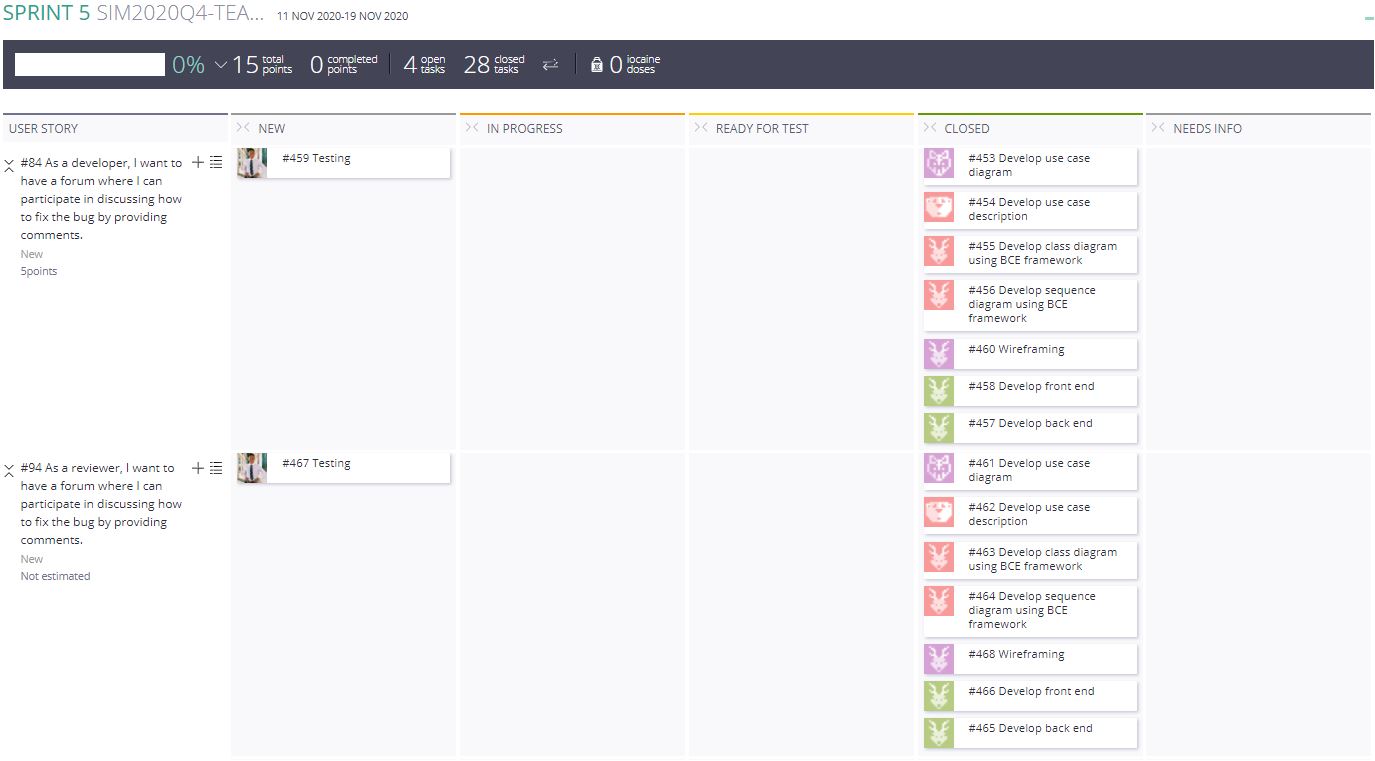 SPRINT 5 SIM2020Q4-TEA... 11 NOV 2020-19 NOV 2020
0% 15 total points 0 completed points 4 open tasks 28 closed tasks 0 iocaine doses
USER STORY NEW IN PROGRESS READY FOR TEST CLOSED NEEDS INFO
#84 As a developer, I want to
have a forum where I can
participate in discussing how
to fix the bug by providing
comments.
New
5points
#459 Testing
#453 Develop use case
diagram
#454 Develop use case
description
#455 Develop class diagram
using BCE framework
#456 Develop sequence
diagram using BCE
framework
#460 Wireframing
#458 Develop front end
#457 Develop back end
#94 As a reviewer, I want to
have a forum where I can
participate in discussing how
to fix the bug by providing
comments.
New
Not estimated
#467 Testing
#461 Develop use case
diagram
#462 Develop use case
description
#463 Develop class diagram
using BCE framework
#464 Develop sequence
diagram using BCE
framework
#468 Wireframing
#466 Develop front end
#465 Develop back end